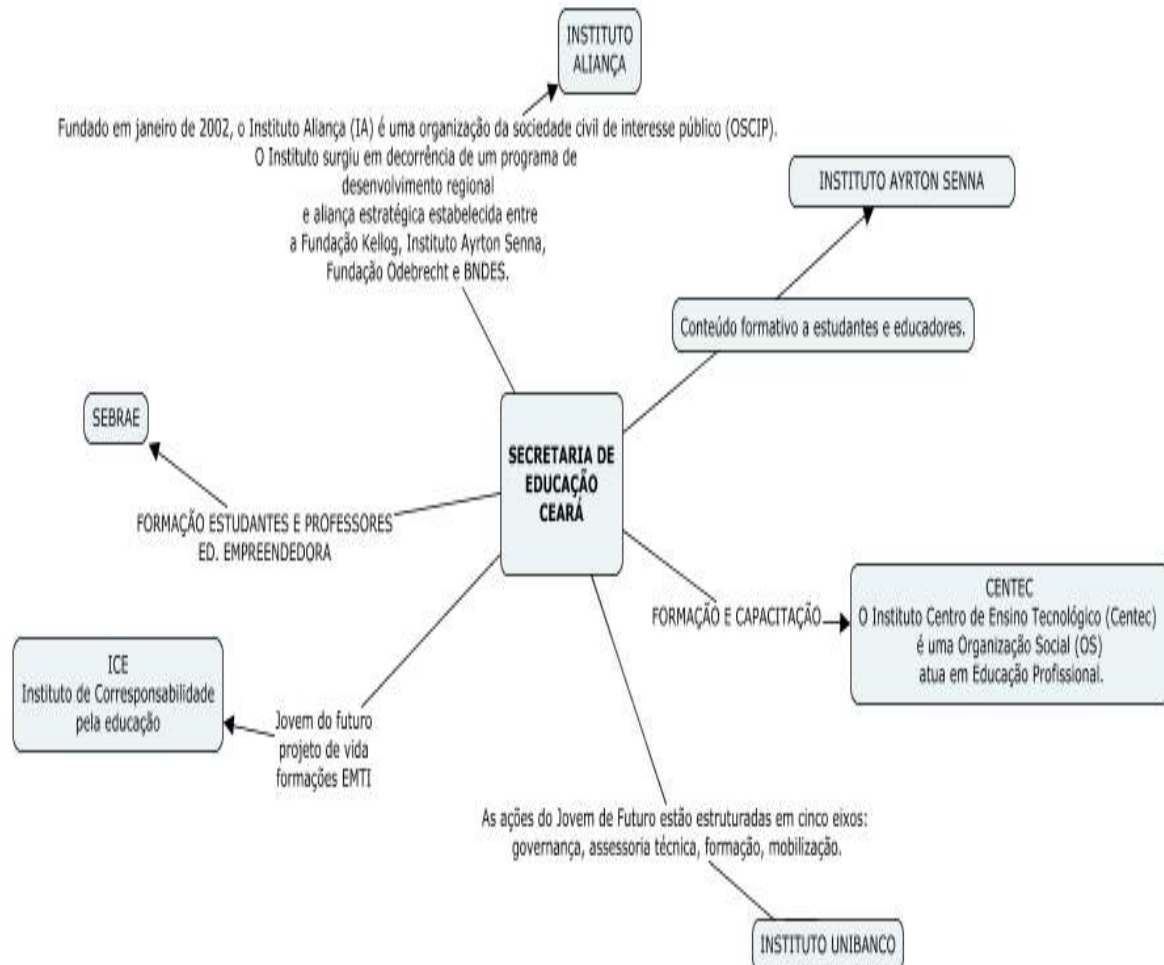 INSTITUTO
ALIANÇA
Fundado em janeiro de 2002, o Instituto Aliança (IA) é uma organização da sociedade civil de interesse público (OSCIP).
O Instituto surgiu em decorrência de um programa de
desenvolvimento regional
e aliança estratégica estabelecida entre
a Fundação Kellog, Instituto Ayrton Senna,
Fundação Odebrecht e BNDES.
INSTITUTO AYRTON SENNA
Conteúdo formativo a estudantes e educadores.
SEBRAE
FORMAÇÃO ESTUDANTES E PROFESSORES
ED. EMPREENDEDORA
SECRETARIA DE
EDUCAÇÃO
CEARÁ
FORMAÇÃO E CAPACITAÇÃO
CENTEC
O Instituto Centro de Ensino Tecnológico (Centec)
é uma Organização Social (OS)
atua em Educação Profissional.
ICE
Instituto de Corresponsabilidade
pela educação
Jovem do futuro
projeto de vida
formações EMTI
As ações do Jovem de Futuro estão estruturadas em cinco eixos:
governança, assessoria técnica, formação, mobilização.
INSTITUTO UNIBANCO